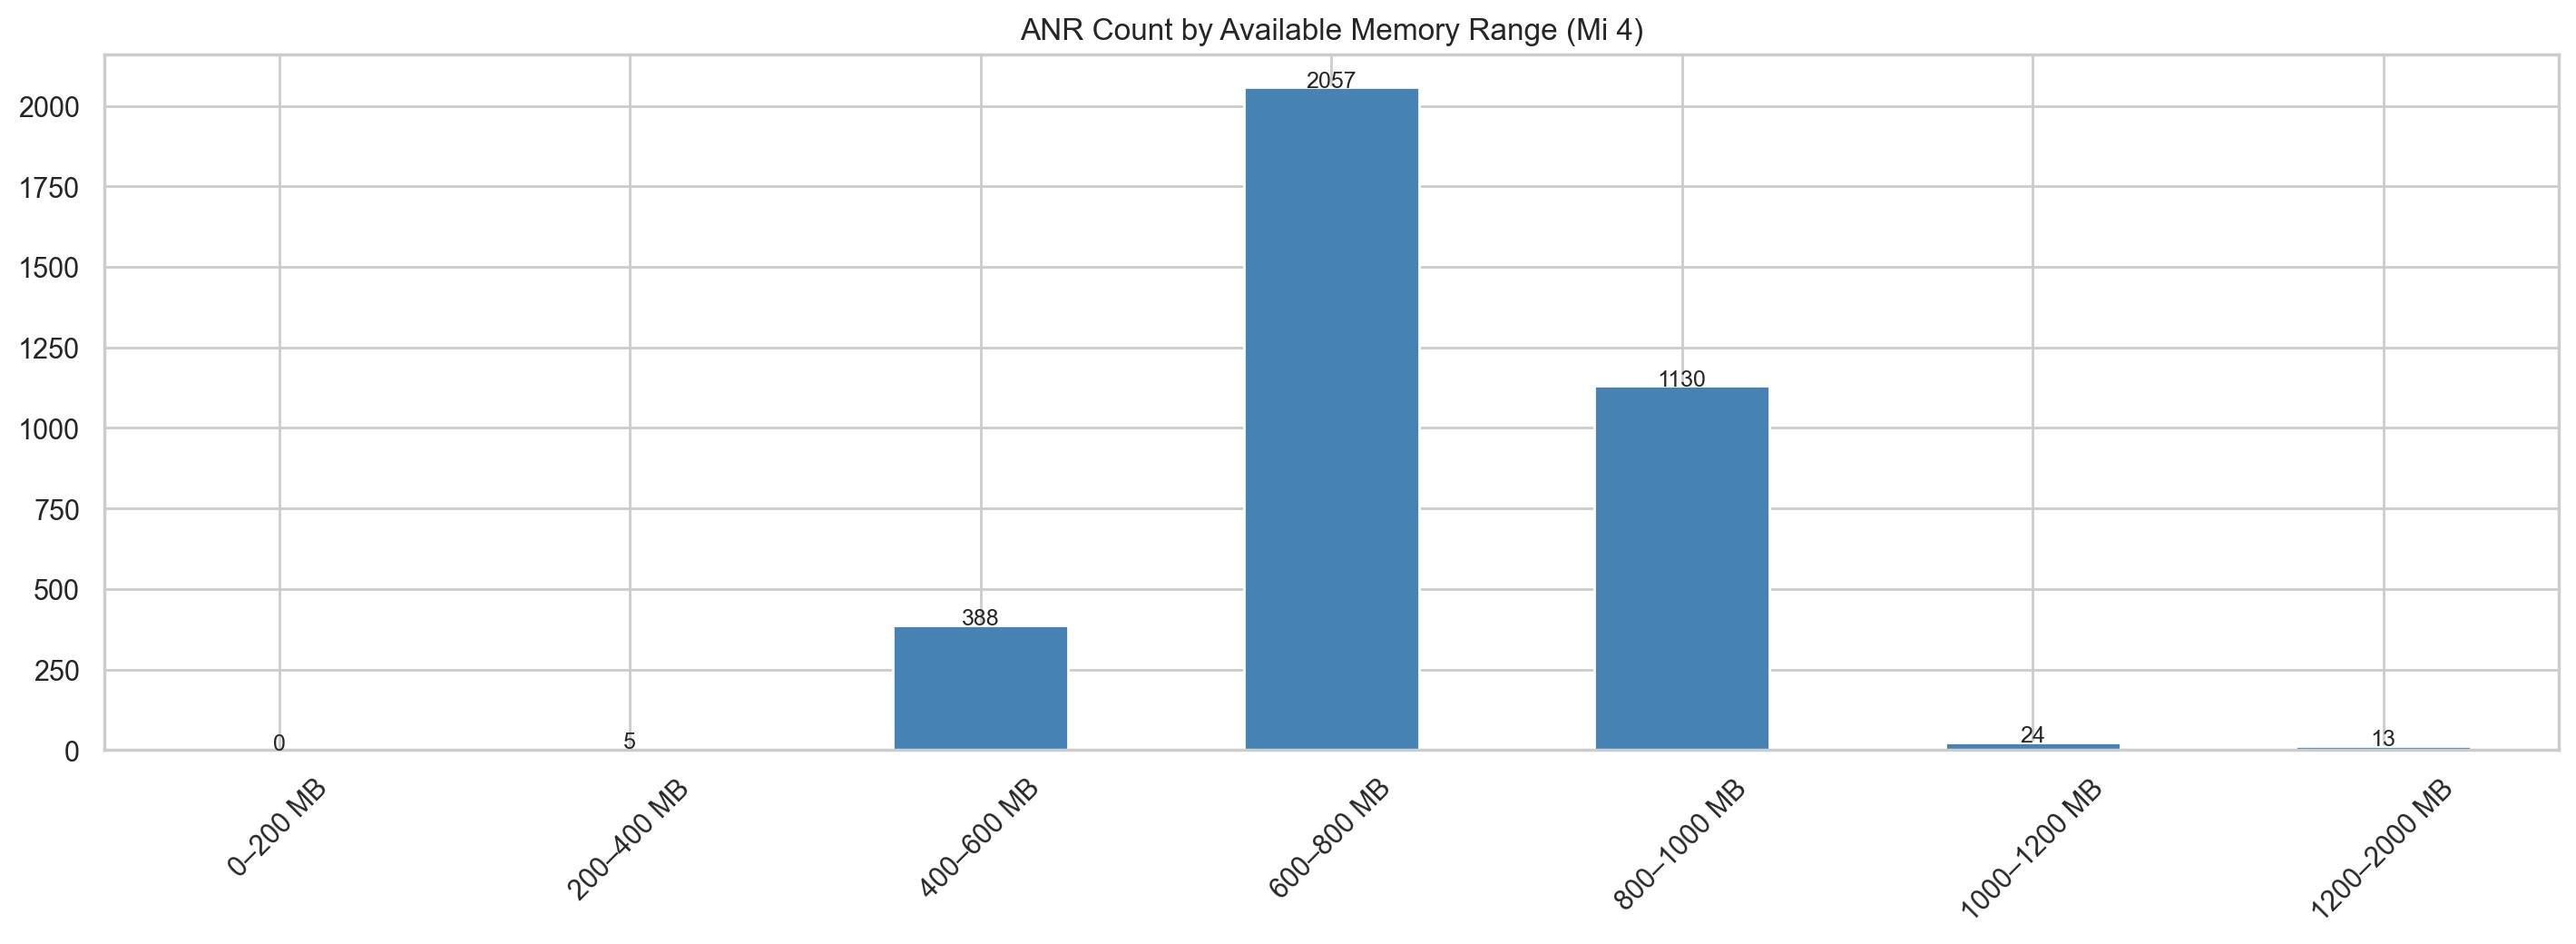 ANR Count by Available Memory Range (Mi 4)
2000
1750
1500
1250
1000
750
500
250
0
0
5
388
2057
1130
24
13
0–200 MB
200–400 MB
400–600 MB
600–800 MB
800–1000 MB
1000–1200 MB
1200–2000 MB